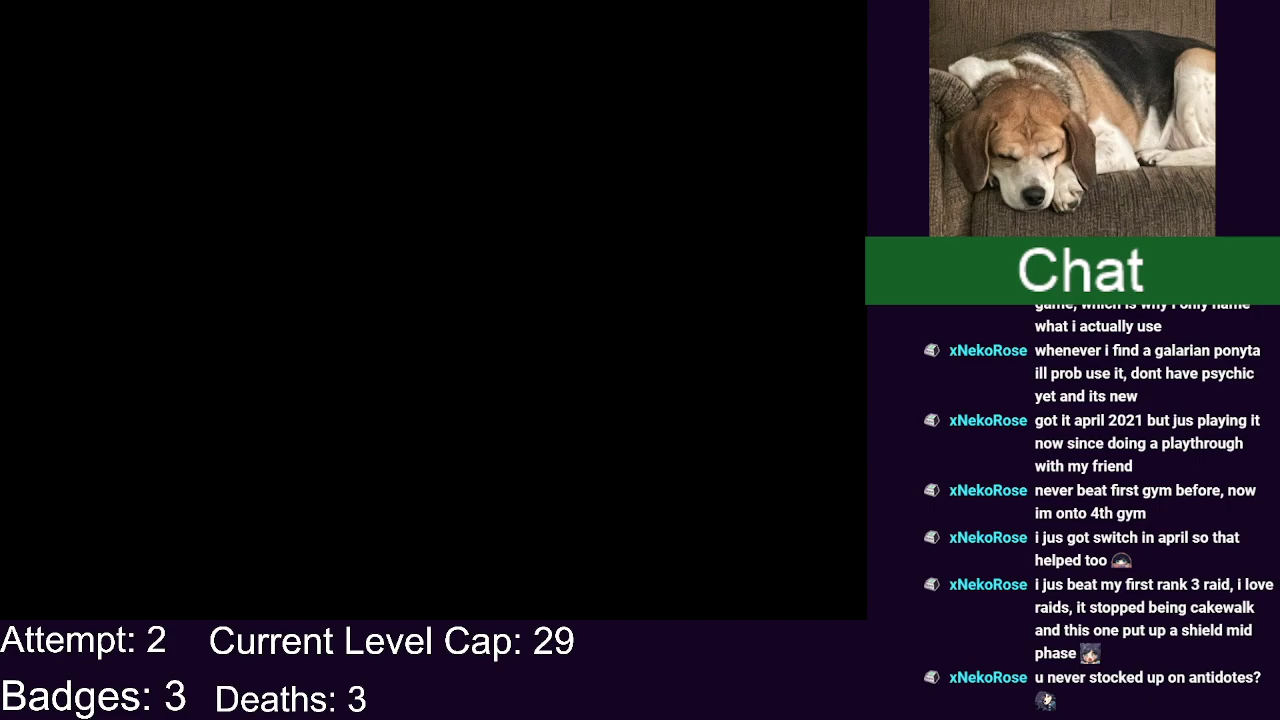 Chat
what i actually use
xNekoRose whenever i find a galarian ponyta
ill prob use it, dont have psychic
yet and its new
xNekoRose got it april 2021 but jus playing it
now since doing a playthrough
with my friend
xNekoRose never beat first gym before, now
im onto 4th gym
xNekoRose i jus got switch in april so that
helped too
xNekoRose i jus beat my first rank 3 raid, i love
raids, it stopped being cakewalk
and this one put up a shield mid
phase
xNekoRose u never stocked up on antidotes?
Attempt: 2 Current Level Cap: 29
Badges: 3 Deaths: 3